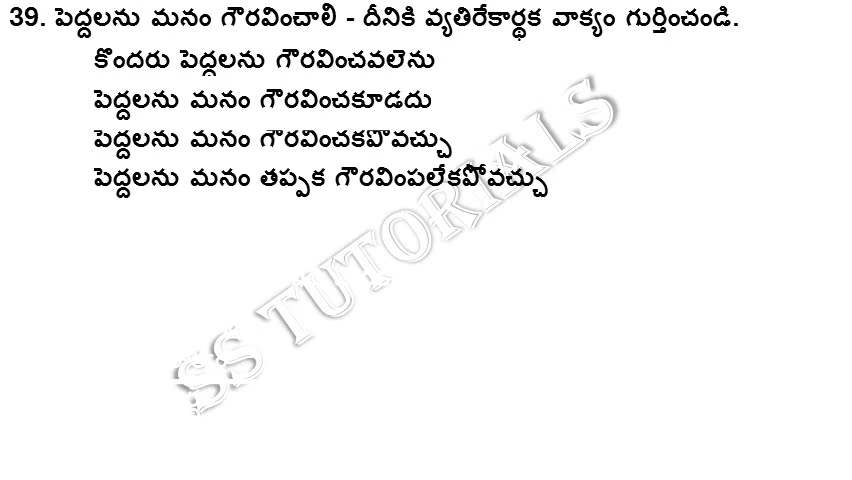 39. పెద్దలను మనం గౌరవించాలి - దీనికి వ్యతిరేకార్థక వాక్యం గుర్తించండి.
కొందరు పెద్దలను గౌరవించవలెను
పెద్దలను మనం గౌరవించకూడదు
పెద్దలను మనం గౌరవించకపోవచ్చు
పెద్దలను మనం తప్పక గౌరవింపలేకపోవచ్చు
SS TUTORIALS